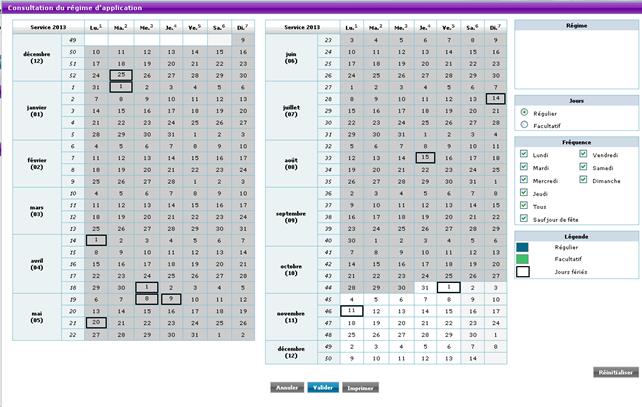 Consultation du régime d'application
Service 2013 Lu.1 Ma.2 Me.3 Je.4 Ve.5 Sa.6 Di.7
décembre
(12)
49 9
50 10 11 12 13 14 15 16
51 17 18 19 20 21 22 23
52 24 25 26 27 28 29 30
janvier
(01)
1 31 1 2 3 4 5 6
2 7 8 9 10 11 12 13
3 14 15 16 17 18 19 20
4 21 22 23 24 25 26 27
5 28 29 30 31 1 2 3
février
(02)
6 4 5 6 7 8 9 10
7 11 12 13 14 15 16 17
8 18 19 20 21 22 23 24
9 25 26 27 28 1 2 3
mars
(03)
10 4 5 6 7 8 9 10
11 11 12 13 14 15 16 17
12 18 19 20 21 22 23 24
13 25 26 27 28 29 30 31
avril
(04)
14 1 2 3 4 5 6 7
15 8 9 10 11 12 13 14
16 15 16 17 18 19 20 21
17 22 23 24 25 26 27 28
18 29 30 1 2 3 4 5
mai
(05)
19 6 7 8 9 10 11 12
20 13 14 15 16 17 18 19
21 20 21 22 23 24 25 26
22 27 28 29 30 31 1 2
Service 2013 Lu.1 Ma.2 Me.3 Je.4 Ve.5 Sa.6 Di.7
juin
(06)
23 3 4 5 6 7 8 9
24 10 11 12 13 14 15 16
25 17 18 19 20 21 22 23
26 24 25 26 27 28 29 30
juillet
(07)
27 1 2 3 4 5 6 7
28 8 9 10 11 12 13 14
29 15 16 17 18 19 20 21
30 22 23 24 25 26 27 28
31 29 30 31 1 2 3 4
août
(08)
32 5 6 7 8 9 10 11
33 12 13 14 15 16 17 18
34 19 20 21 22 23 24 25
35 26 27 28 29 30 31 1
septembre
(09)
36 2 3 4 5 6 7 8
37 9 10 11 12 13 14 15
38 16 17 18 19 20 21 22
39 23 24 25 26 27 28 29
40 30 1 2 3 4 5 6
octobre
(10)
41 7 8 9 10 11 12 13
42 14 15 16 17 18 19 20
43 21 22 23 24 25 26 27
44 28 29 30 31 1 2 3
novembre
(11)
45 4 5 6 7 8 9 10
46 11 12 13 14 15 16 17
47 18 19 20 21 22 23 24
48 25 26 27 28 29 30 1
décembre
(12)
49 2 3 4 5 6 7 8
50 9 10 11 12 13 14
Régime
Jours
Régulier
Facultatif
Fréquence
Lundi Vendredi
Mardi Samedi
Mercredi Dimanche
Jeudi
Tous
Sauf jour de fête
Légende
Régulier
Facultatif
Jours fériés
Réinitialiser
Annuler Valider Imprimer